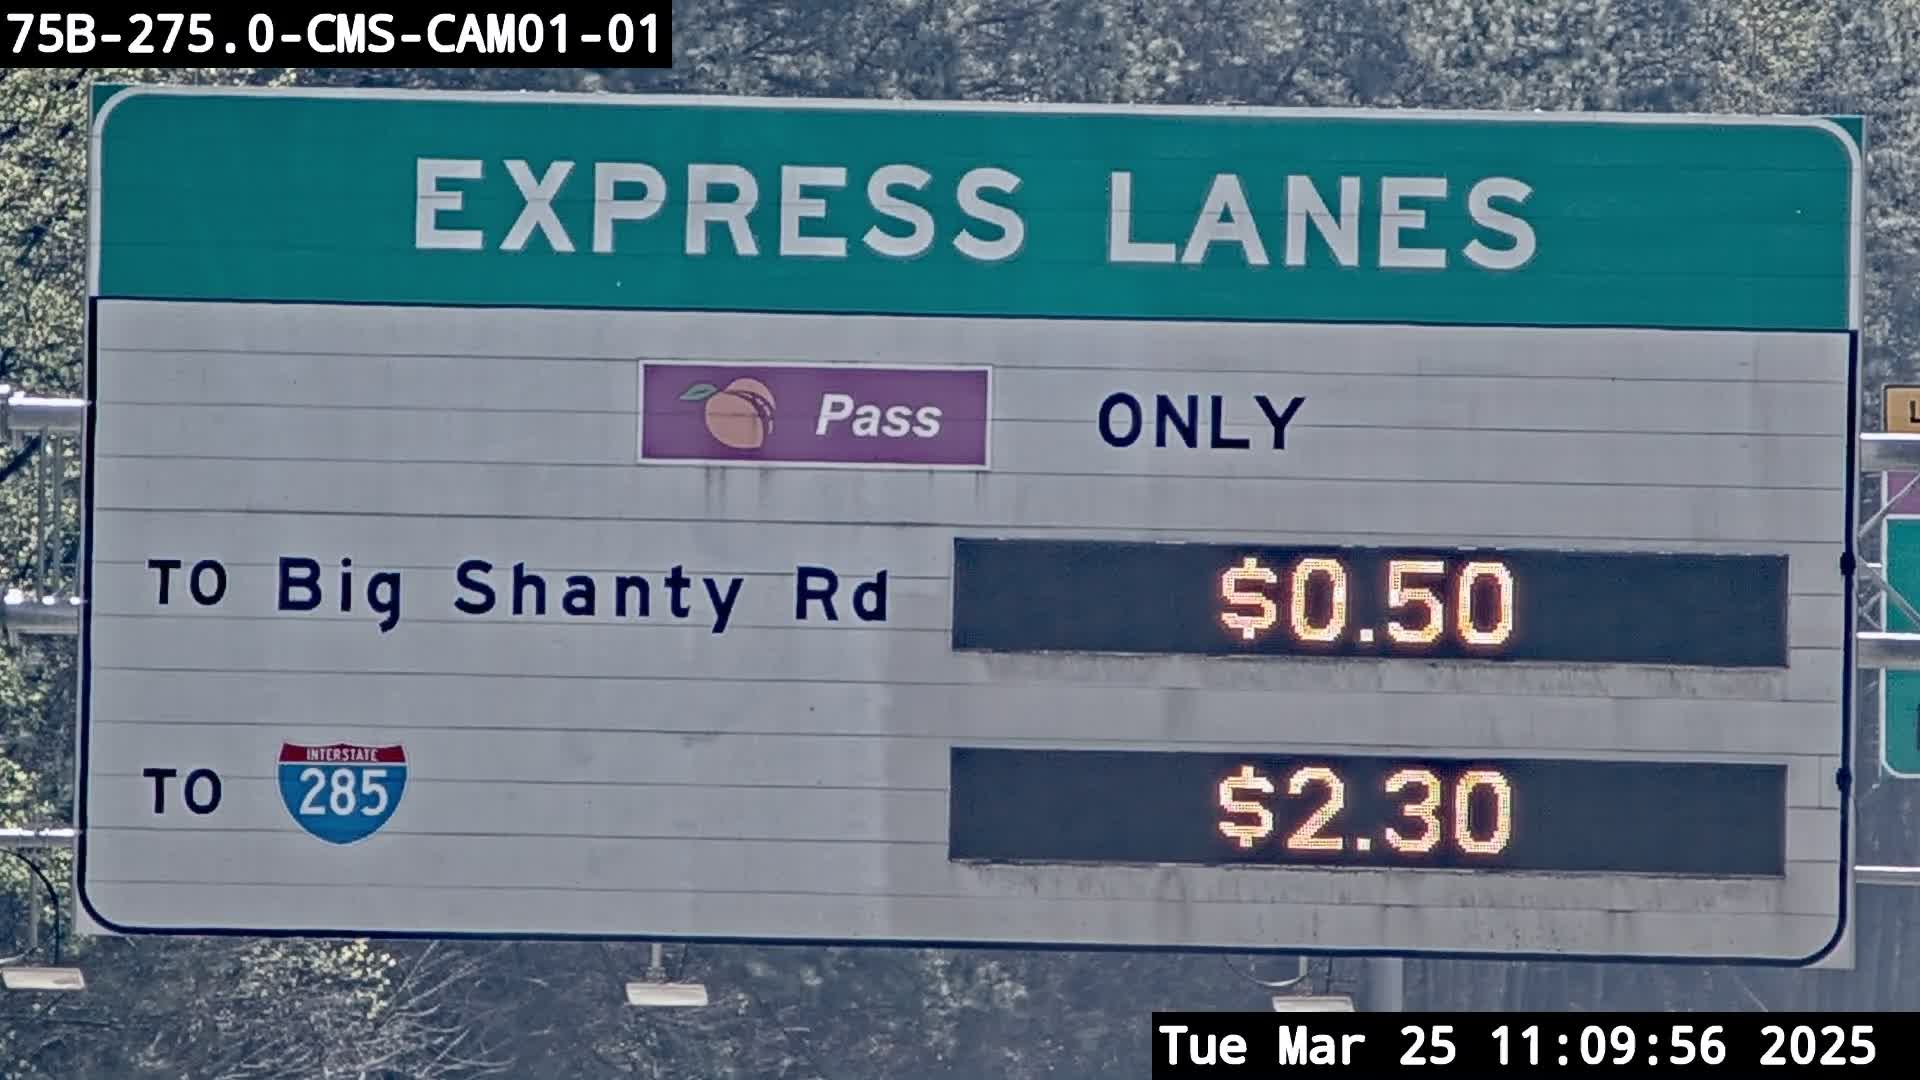 75B-275.0-CMS-CAM01-01
EXPRESS LANES
Pass ONLY
TO Big Shanty Rd $0.50
TO INTERSTATE 285 $2.30
Tue Mar 25 11:09:56 2025